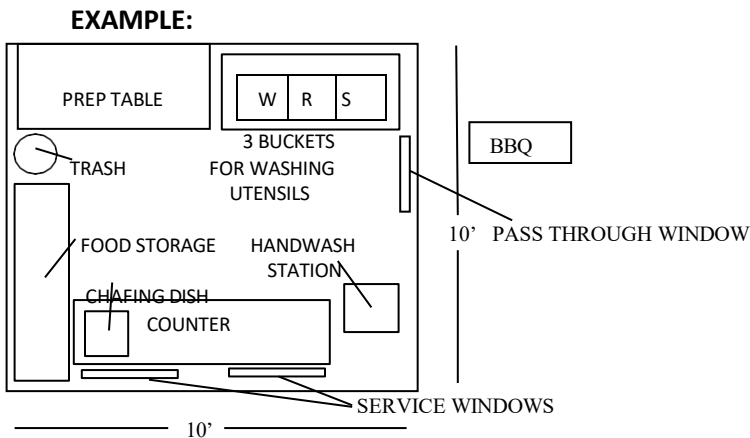 EXAMPLE:
PREP TABLE
W R S
BBQ
3 BUCKETS
FOR WASHING
UTENSILS
TRASH
10’ PASS THROUGH WINDOW
FOOD STORAGE
HANDWASH
STATION
CHAFING DISH
COUNTER
SERVICE WINDOWS
10’